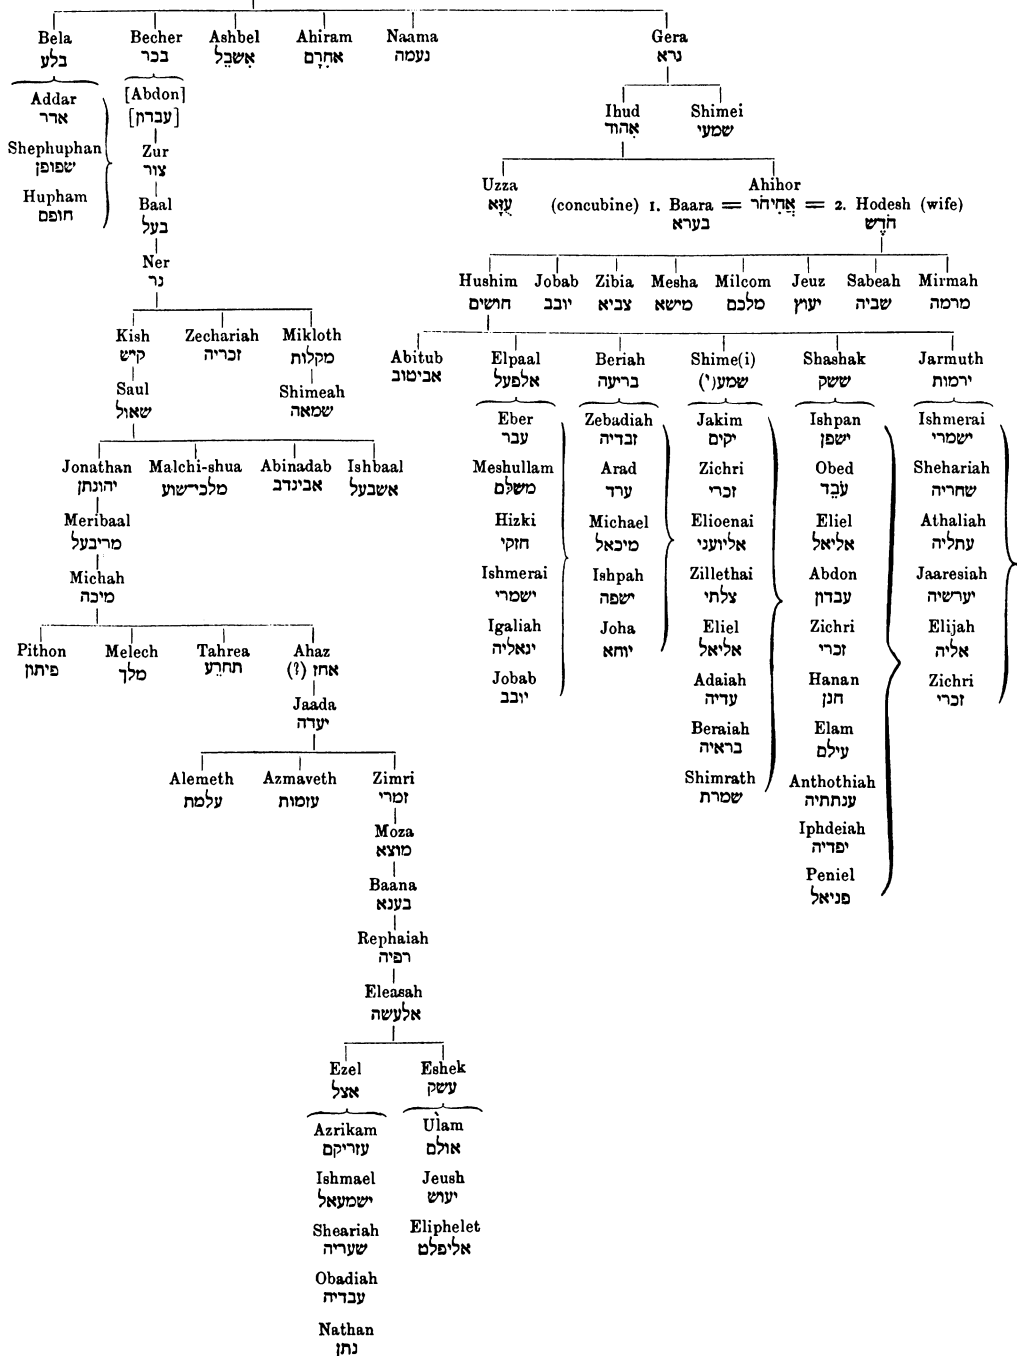 Bela Becher Ashbel Ahiram Naama Gera
בלע בכר אִשבֵל אחִרָם נעמה גרא
Addar [Abdon] Ihud Shimei
אדר [עברון] אִהוד שמעי
Shephuphan Zur
שפופן צור
Hupham Baal
חופם בעל
Uzza Ahihor
עֻזָא (concubine) 1. Baara = אֲחִיחֹר = 2. Hodesh (wife)
בערא חֹדֶש
Ner Hushim Jobab Zibia Mesha Milcom Jeuz Sabeah Mirmah
נר חושים יובב צביא מישא מלכם יעוץ שביה מרמה
Kish Zechariah Mikloth
קיש זכריה מקלות
Abitub Elpaal Beriah Shime(i) Shashak Jarmuth
אביטוב אלפעל בריעה שמע(י) ששק ירמות
Saul Shimeah
שאול שמאה
Eber Zebadiah Jakim Ishpan Ishmerai
עבר זבדיה יקים ישפן ישמרי
Jonathan Malchi-shua Abinadab Ishbaal
יהונתן מלכי־שוע אבינדב אשבעל
Meshullam Arad Zichri Obed Shehariah
משלם ערד זכרי עֹבֵד שחריה
Meribaal
מריבעל
Hizki Michael Elioenai Eliel Athaliah
חזקי מיכאל אליועני אליאל עתליה
Michah
מיכה
Ishmerai Ishpah Zillethai Abdon Jaaresiah
ישמרי ישפה צלתי עבדון יערשיה
Igaliah Joha Eliel Zichri Elijah
יגאליה יוחא אליאל זכרי אליה
Pithon Melech Tahrea Ahaz
פיתון מלך תחרֵע אחז (?)
Jobab Adaiah Hanan Zichri
יובב עדיה חנן זכרי
Jaada
יעדה
Beraiah Elam
בראיה עילם
Alemeth Azmaveth Zimri
עלמת עזמות זמרי
Shimrath Anthothiah
שמרת ענתתיה
Moza Iphdeiah
מוצא יפדיה
Baana Peniel
בענא פניאל
Rephaiah
רפיה
Eleasah
אלעשה
Ezel Eshek
אצל עשק
Azrikam Ulam
עזריקם אולם
Ishmael Jeush
ישמעאל יעוש
Sheariah Eliphelet
שעריה אליפלט
Obadiah
עבדיה
Nathan
נתן